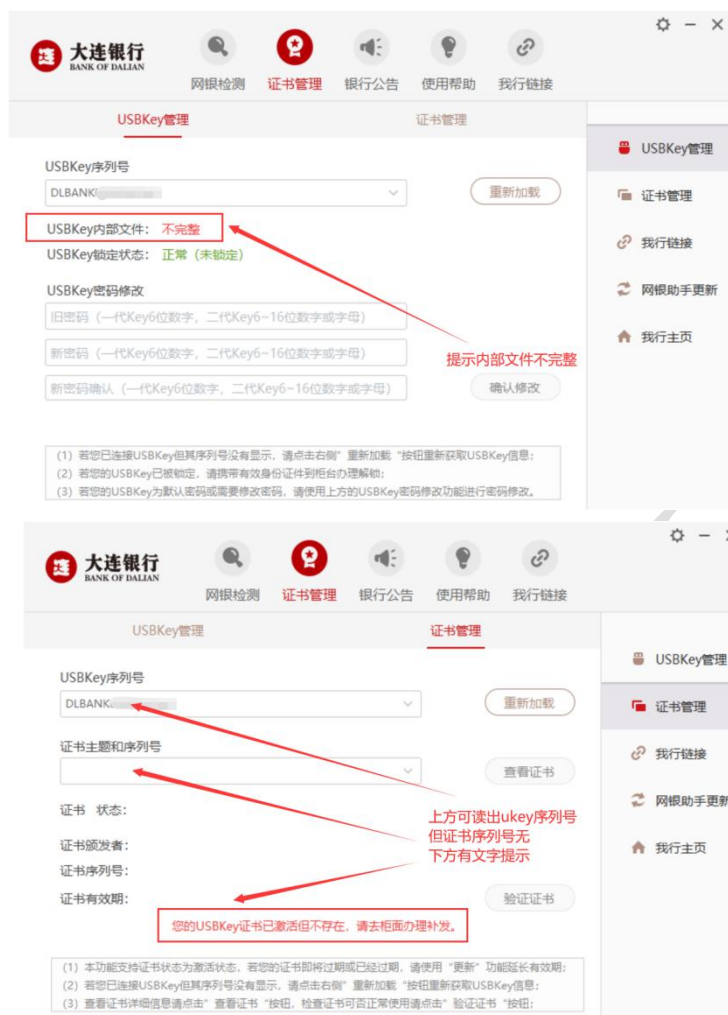 大连银行
BANK OF DALIAN
网银检测 证书管理 银行公告 使用帮助 我行链接
USBKey管理 证书管理
USBKey管理
证书管理
我行链接
网银助手更新
我行主页
USBKey序列号
DLBANK 重新加载
USBKey内部文件： 不完整
USBKey锁定状态： 正常（未锁定）
USBKey密码修改
旧密码（一代Key6位数字，二代Key6~16位数字或字母）
新密码（一代Key6位数字，二代Key6~16位数字或字母）
提示内部文件不完整
新密码确认（一代Key6位数字，二代Key6~16位数字或字母） 确认修改
（1）若您已连接USBKey但其序列号没有显示，请点击右侧"重新加载"按钮重新获取USBKey信息；
（2）若您的USBKey已被锁定，请携带有效身份证件到柜台办理解锁；
（3）若您的USBKey为默认密码或需要修改密码，请使用上方的USBKey密码修改功能进行密码修改。
大连银行
BANK OF DALIAN
网银检测 证书管理 银行公告 使用帮助 我行链接
USBKey管理 证书管理
USBKey管理
证书管理
我行链接
网银助手更新
我行主页
USBKey序列号
DLBANK 重新加载
证书主题和序列号
查看证书
证书 状态：
上方可读出ukey序列号
但证书序列号无
下方有文字提示
证书颁发者：
证书序列号：
证书有效期： 验证证书
您的USBKey证书已激活但不存在，请去柜面办理补发。
（1）本功能支持证书状态为激活状态，若您的证书即将过期或已经过期，请使用"更新"功能延长有效期；
（2）若您已连接USBKey但其序列号没有显示，请点击右侧"重新加载"按钮重新获取USBKey信息；
（3）查看证书详细信息请点击"查看证书"按钮，检查证书可否正常使用请点击"验证证书"按钮；